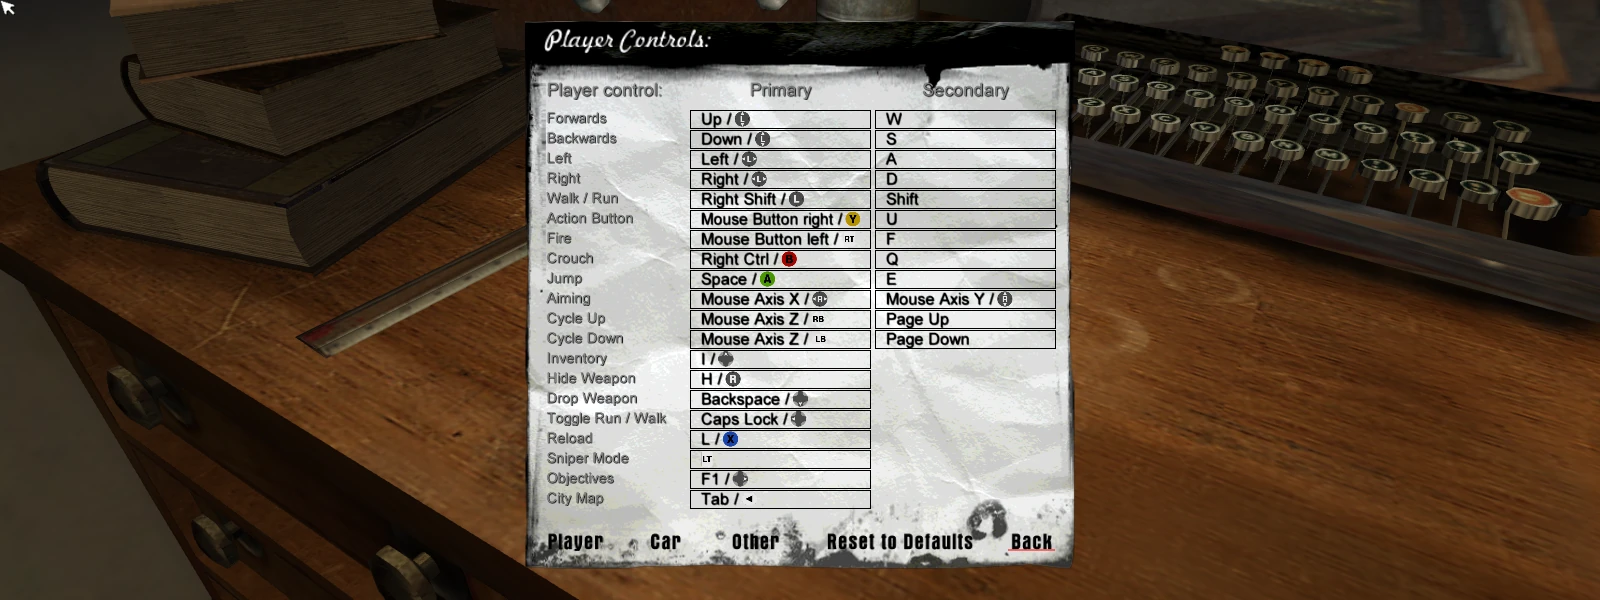 Player Controls:
Player control: Primary Secondary
Forwards Up / L W
Backwards Down / L S
Left Left / L A
Right Right / L D
Walk / Run Right Shift / L Shift
Action Button Mouse Button right / Y U
Fire Mouse Button left / RT F
Crouch Right Ctrl / B Q
Jump Space / A E
Aiming Mouse Axis X / R Mouse Axis Y / R
Cycle Up Mouse Axis Z / RB Page Up
Cycle Down Mouse Axis Z / LB Page Down
Inventory I /
Hide Weapon H / R
Drop Weapon Backspace /
Toggle Run / Walk Caps Lock /
Reload L / X
Sniper Mode LT
Objectives F1 /
City Map Tab /
Player Car Other Reset to Defaults Back